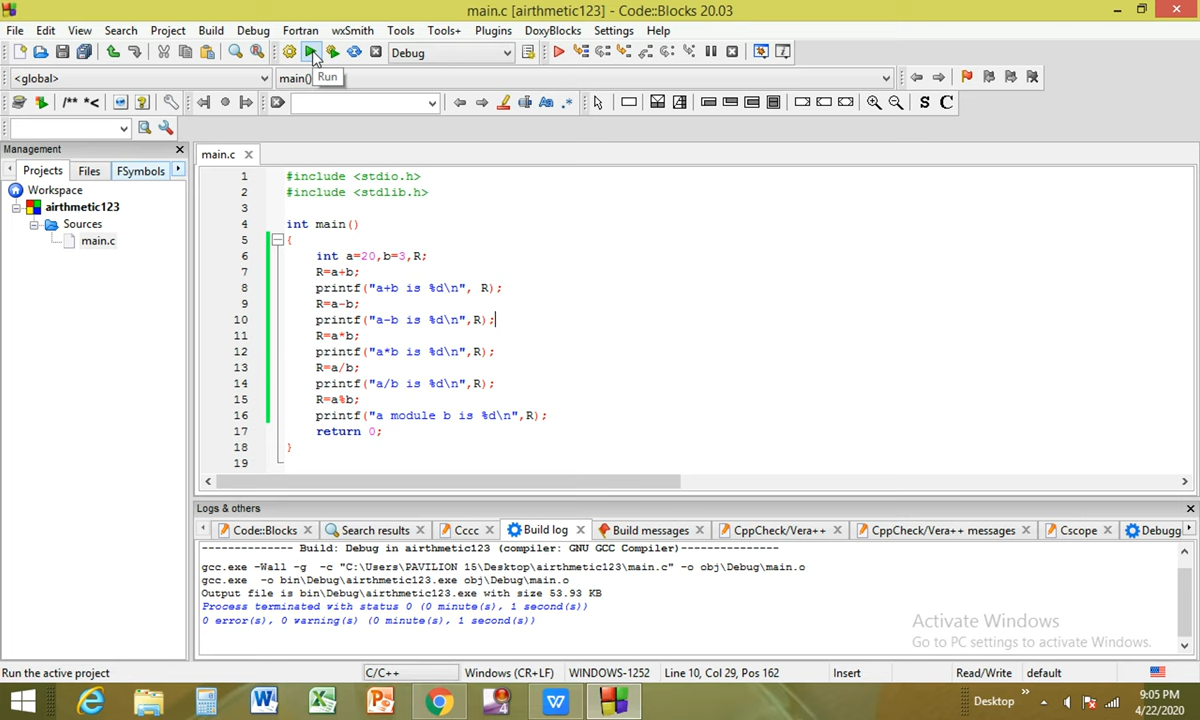 main.c [airthmetic123] - Code::Blocks 20.03
File Edit View Search Project Build Debug Fortran wxSmith Tools Tools+ Plugins DoxyBlocks Settings Help
Debug
<global> main()
Run
/** *<
Aa .*
S C
Management
Projects Files FSymbols
Workspace
airthmetic123
Sources
main.c
main.c
1 #include <stdio.h>
2 #include <stdlib.h>
3
4 int main()
5 {
6 int a=20,b=3,R;
7 R=a+b;
8 printf("a+b is %d\n", R);
9 R=a-b;
10 printf("a-b is %d\n",R);
11 R=a*b;
12 printf("a*b is %d\n",R);
13 R=a/b;
14 printf("a/b is %d\n",R);
15 R=a%b;
16 printf("a module b is %d\n",R);
17 return 0;
18 }
19
Logs & others
Code::Blocks Search results Cccc Build log Build messages CppCheck/Vera++ CppCheck/Vera++ messages Cscope Debugg
-------------- Build: Debug in airthmetic123 (compiler: GNU GCC Compiler)---------------
gcc.exe -Wall -g -c "C:\Users\PAVILION 15\Desktop\airthmetic123\main.c" -o obj\Debug\main.o
gcc.exe -o bin\Debug\airthmetic123.exe obj\Debug\main.o
Output file is bin\Debug\airthmetic123.exe with size 53.93 KB
Process terminated with status 0 (0 minute(s), 1 second(s))
0 error(s), 0 warning(s) (0 minute(s), 1 second(s))
Activate Windows
Go to PC settings to activate Windows.
Run the active project C/C++ Windows (CR+LF) WINDOWS-1252 Line 10, Col 29, Pos 162 Insert Read/Write default
Desktop
9:05 PM
4/22/2020